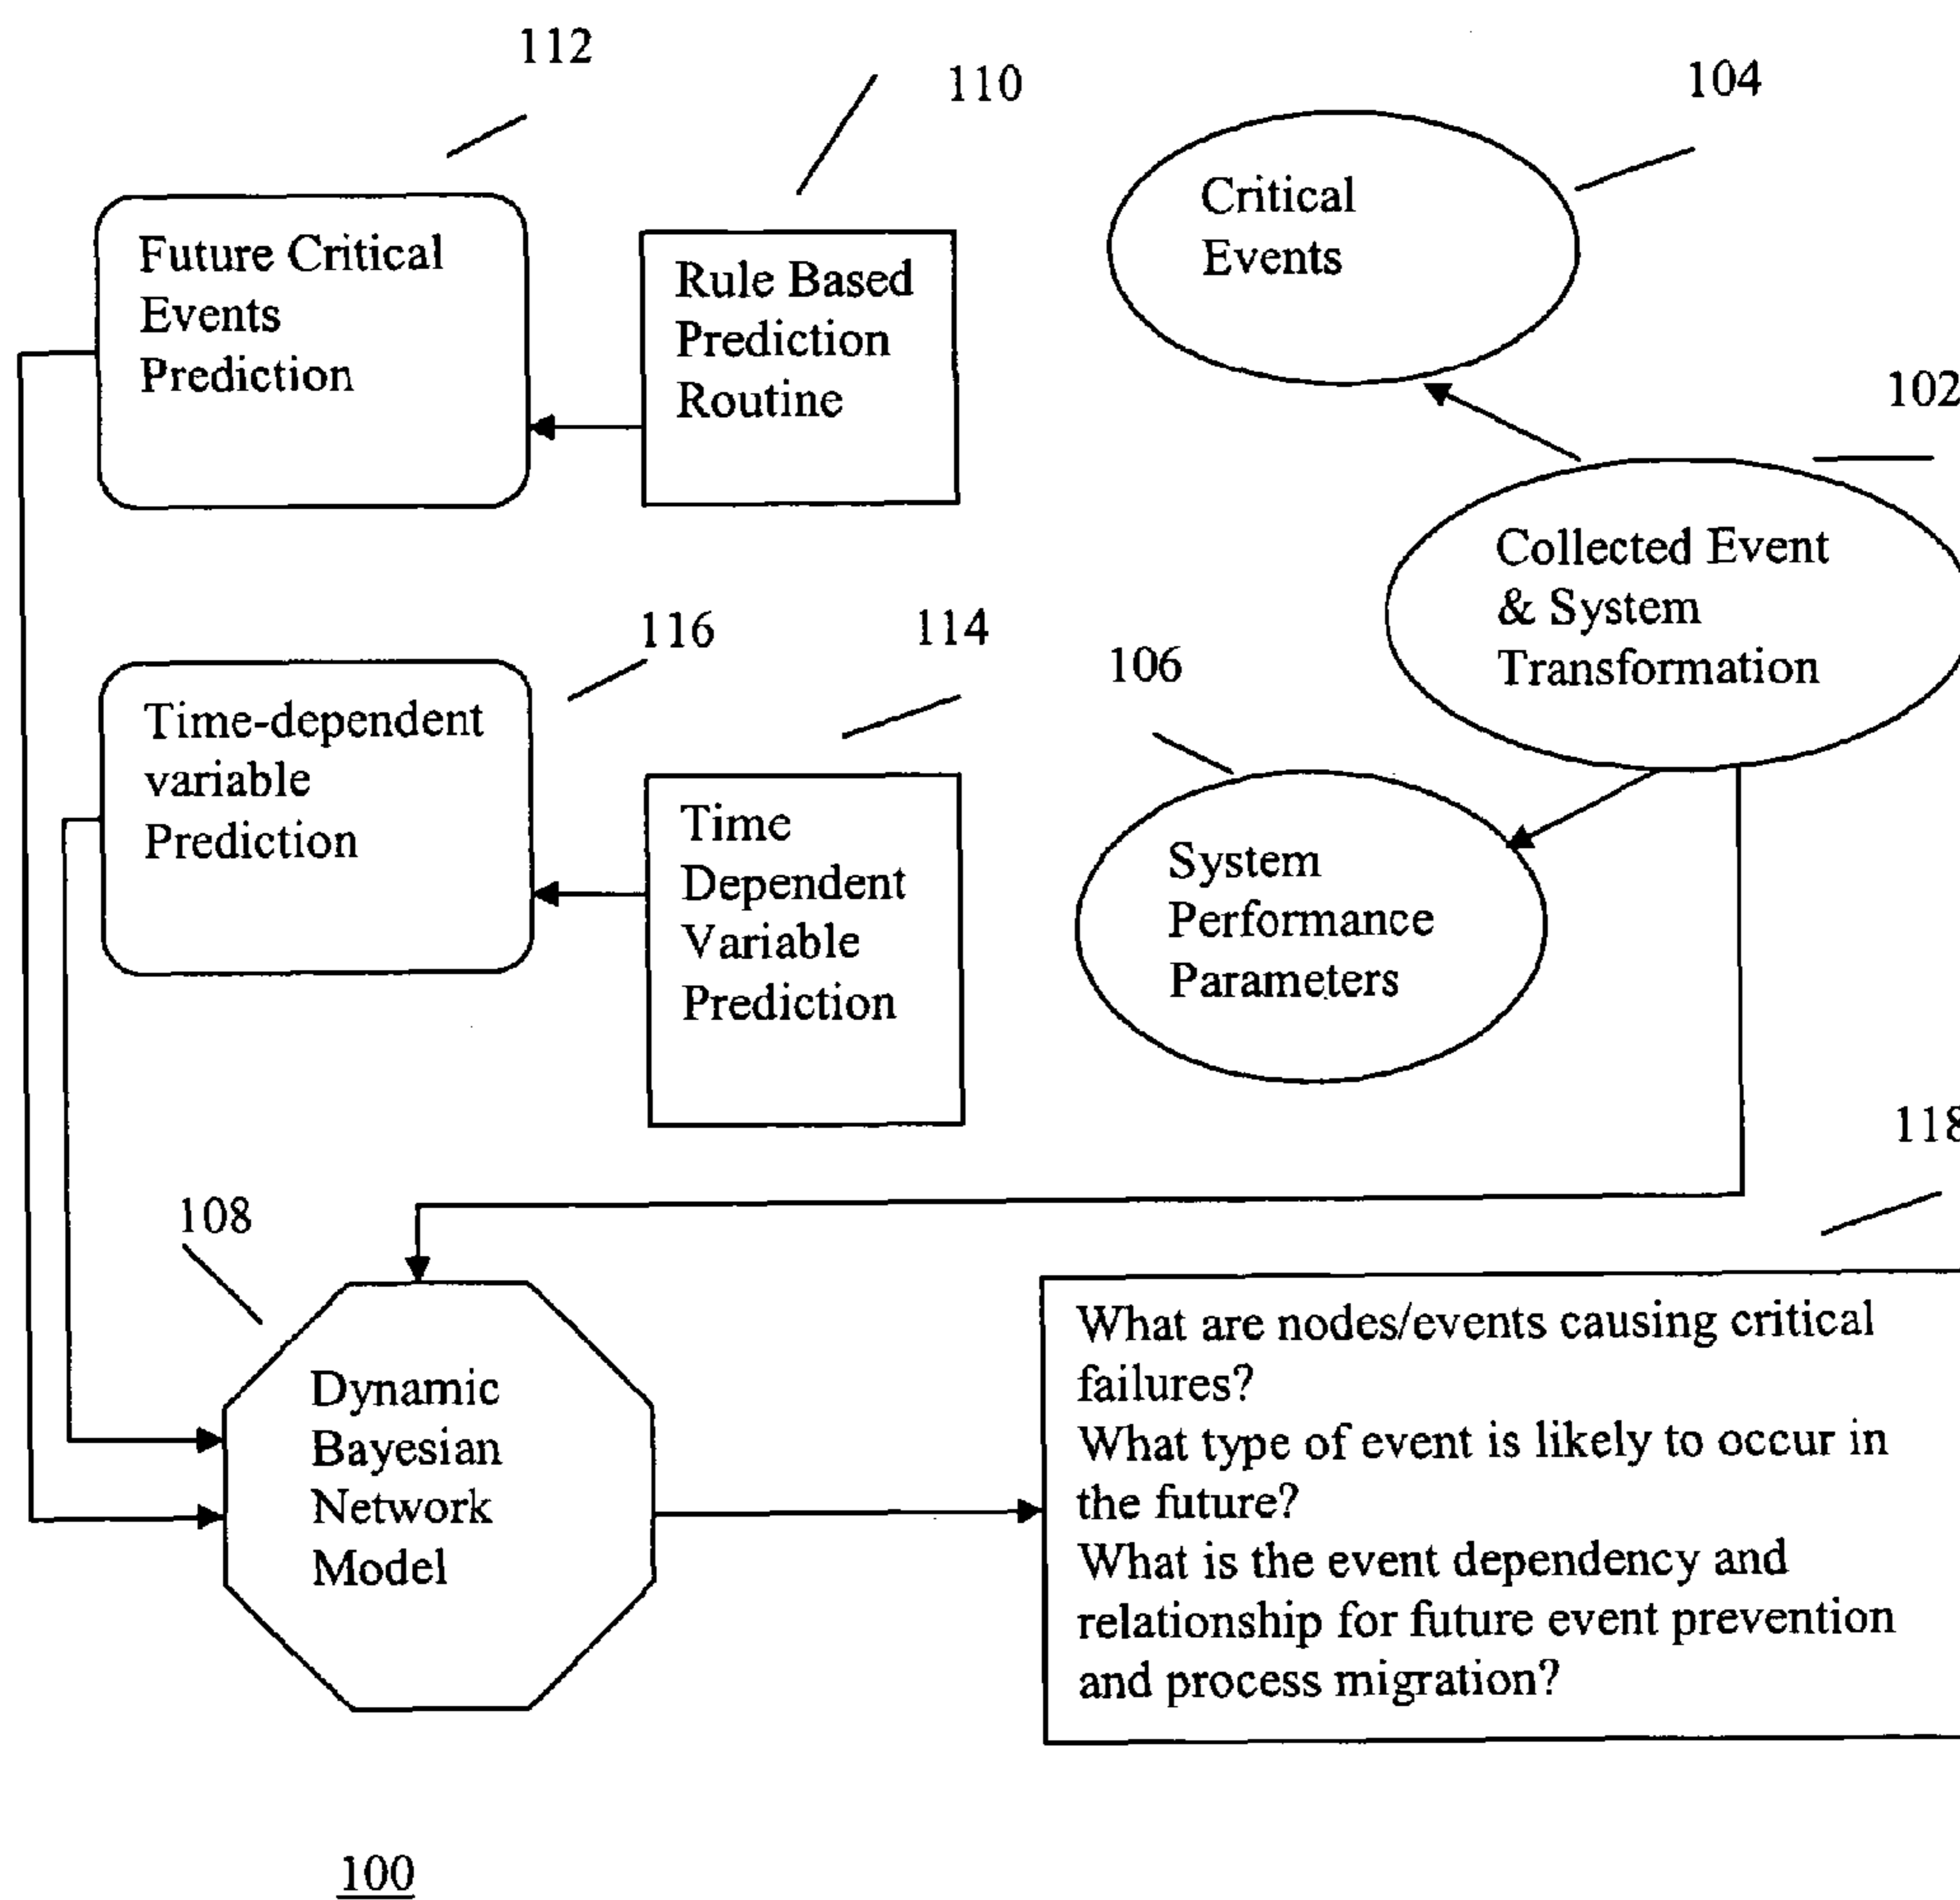 112
110
104
Future Critical
Events
Prediction
Rule Based
Prediction
Routine
Critical
Events
102
Collected Event
& System
Transformation
116
114
106
Time-dependent
variable
Prediction
Time
Dependent
Variable
Prediction
System
Performance
Parameters
118
108
Dynamic
Bayesian
Network
Model
What are nodes/events causing critical
failures?
What type of event is likely to occur in
the future?
What is the event dependency and
relationship for future event prevention
and process migration?
100